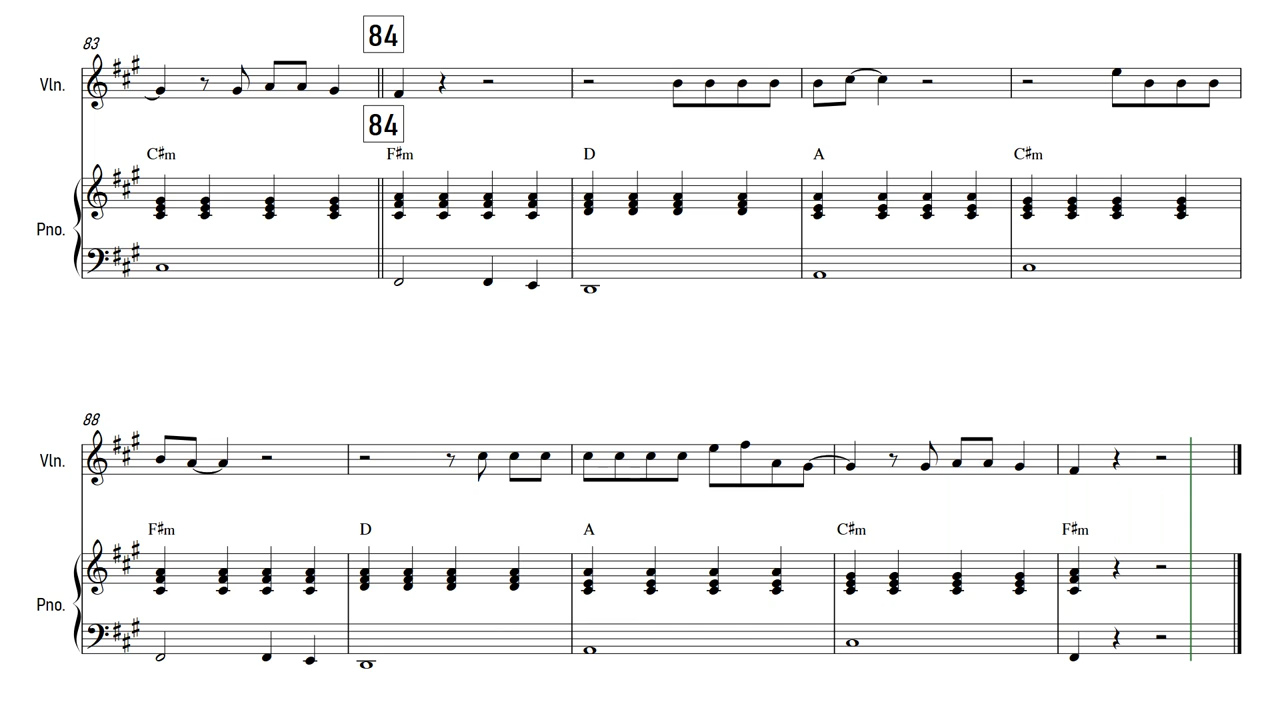 83
84
Vln.
84
C♯m F♯m D A C♯m
Pno.
88
Vln.
F♯m D A C♯m F♯m
Pno.